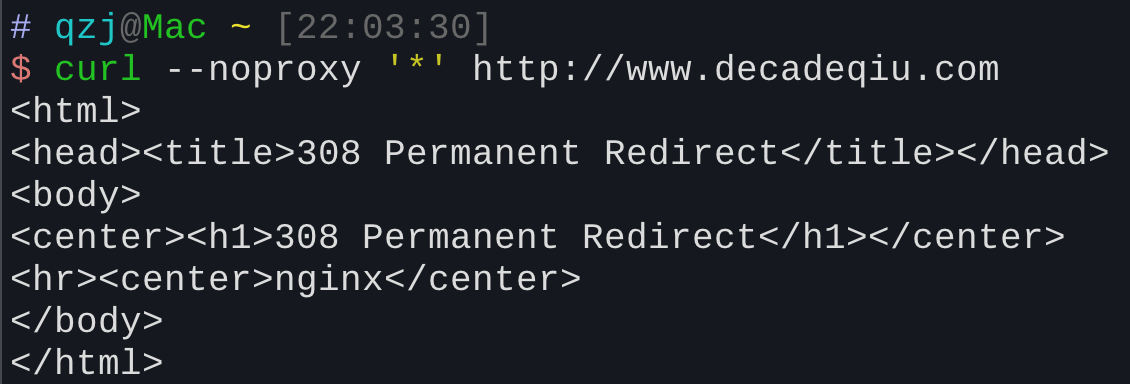 # qzj@Mac ~ [22:03:30]
$ curl --noproxy '*' http://www.decadeqiu.com
<html>
<head><title>308 Permanent Redirect</title></head>
<body>
<center><h1>308 Permanent Redirect</h1></center>
<hr><center>nginx</center>
</body>
</html>